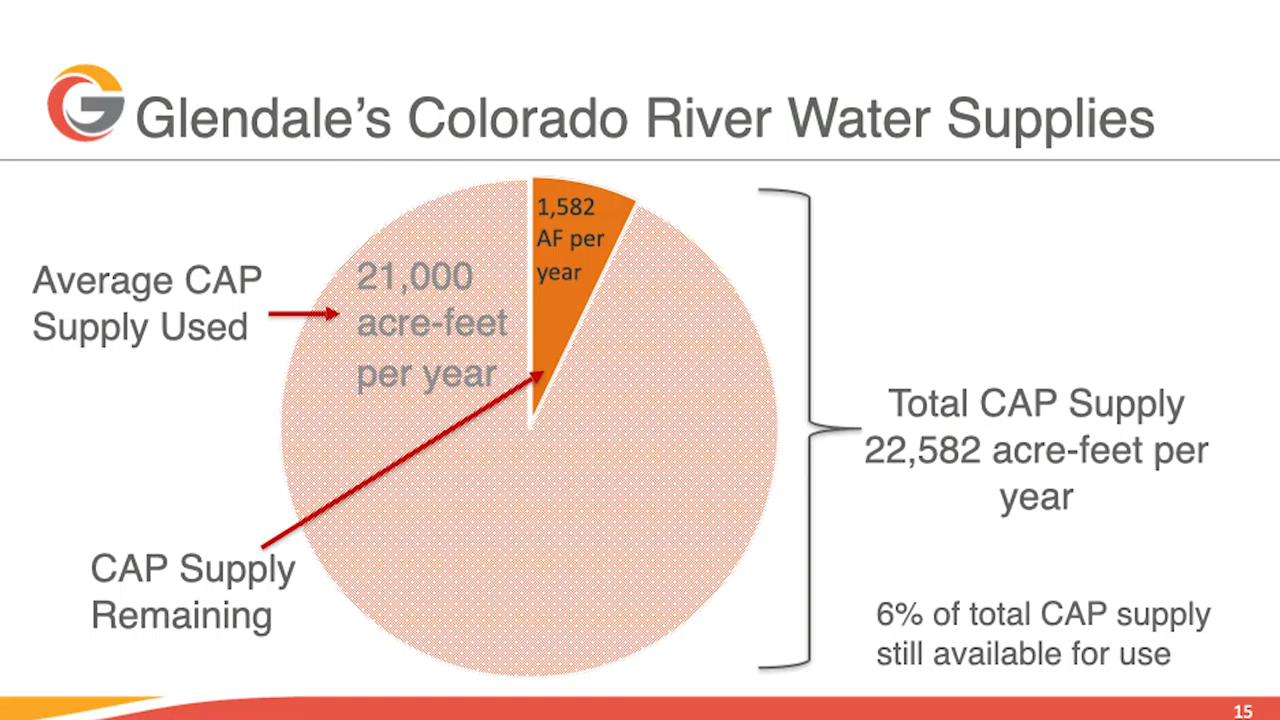 Glendale's Colorado River Water Supplies
1,582
AF per
year
Average CAP
Supply Used
21,000
acre-feet
per year
Total CAP Supply
22,582 acre-feet per
year
CAP Supply
Remaining
6% of total CAP supply
still available for use
15